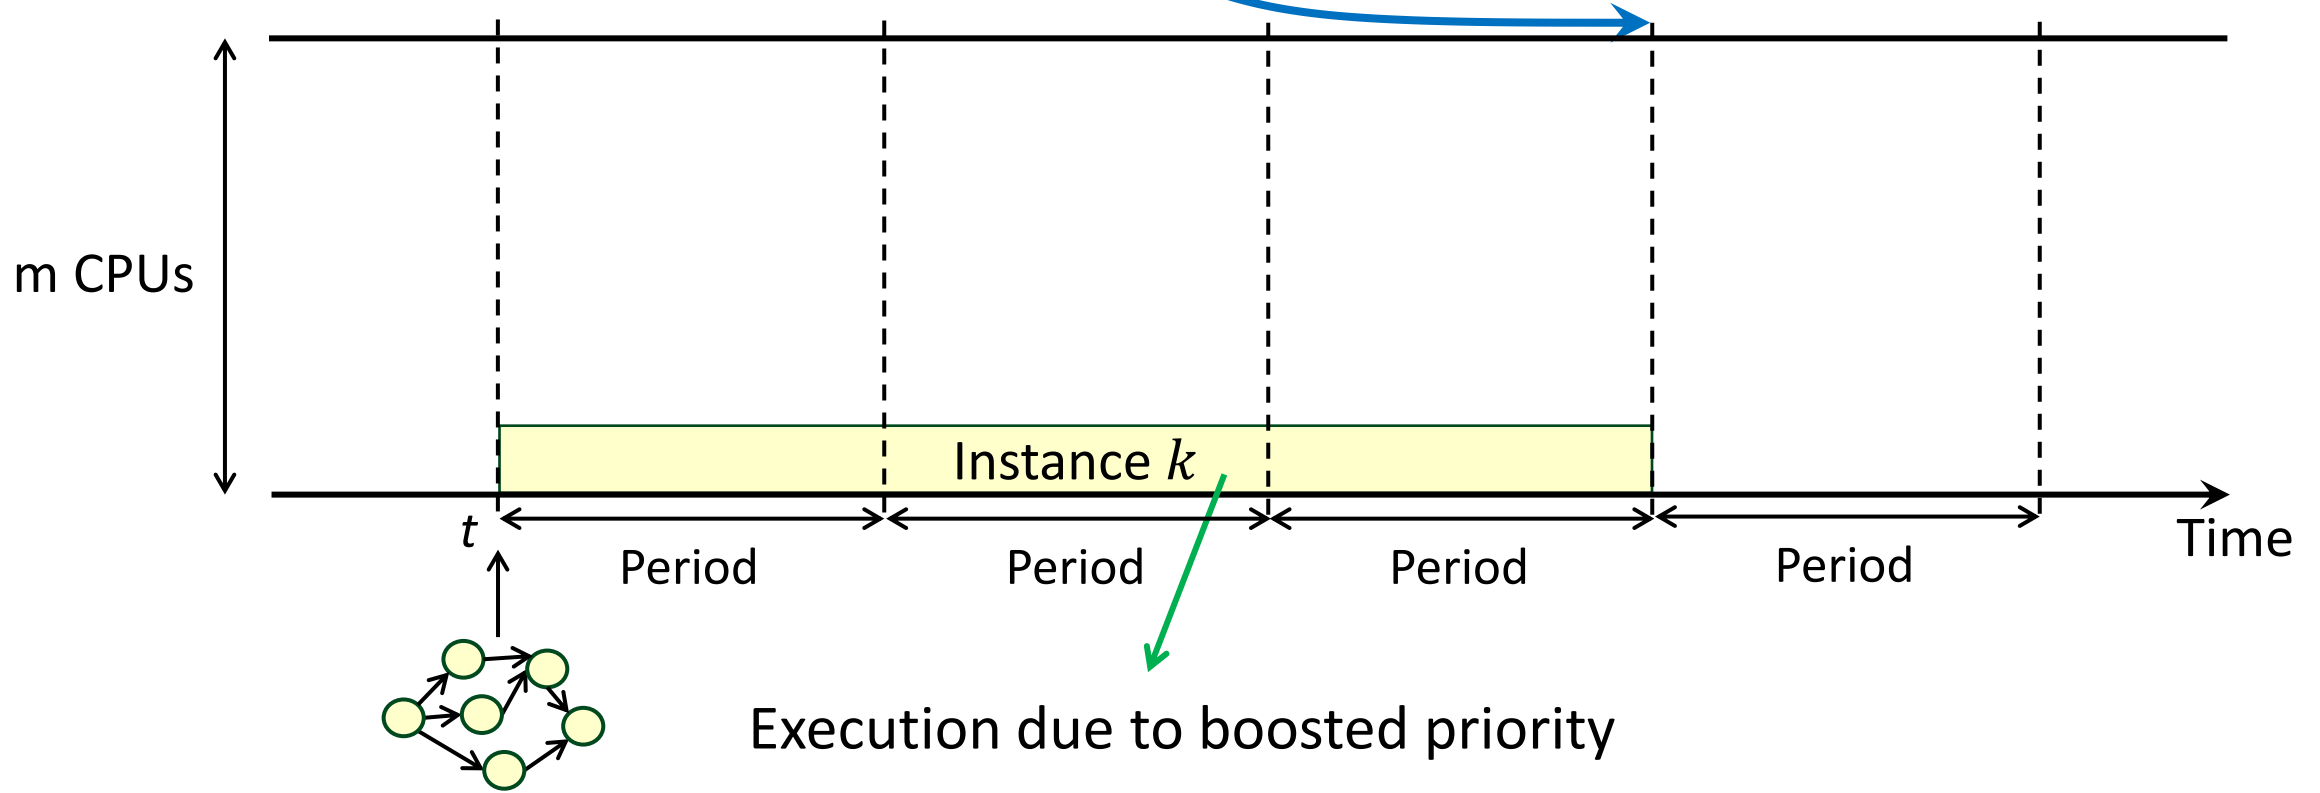 m CPUs
Instance k
t
Time
Period
Period
Period
Period
Execution due to boosted priority